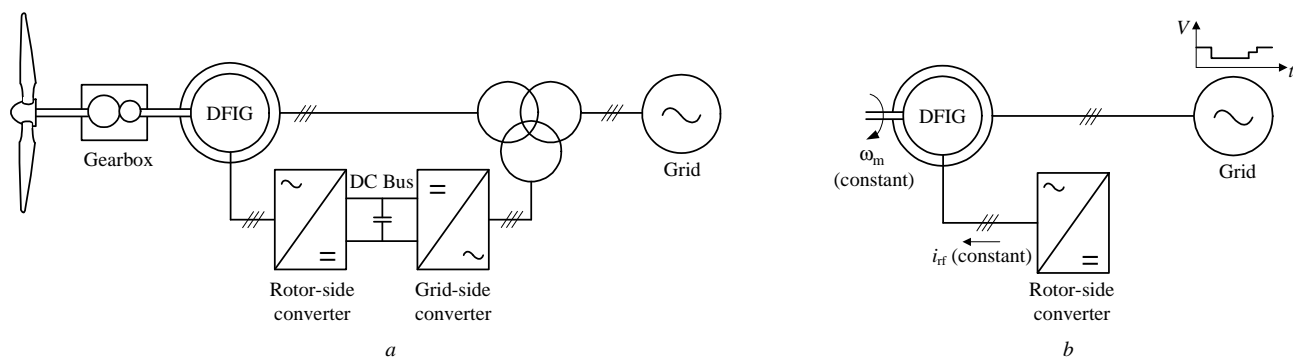 DFIG
Gearbox
DC Bus
Rotor-side
converter
Grid-side
converter
Grid
a
V
t
DFIG
ωm
(constant)
Grid
irf (constant)
Rotor-side
converter
b